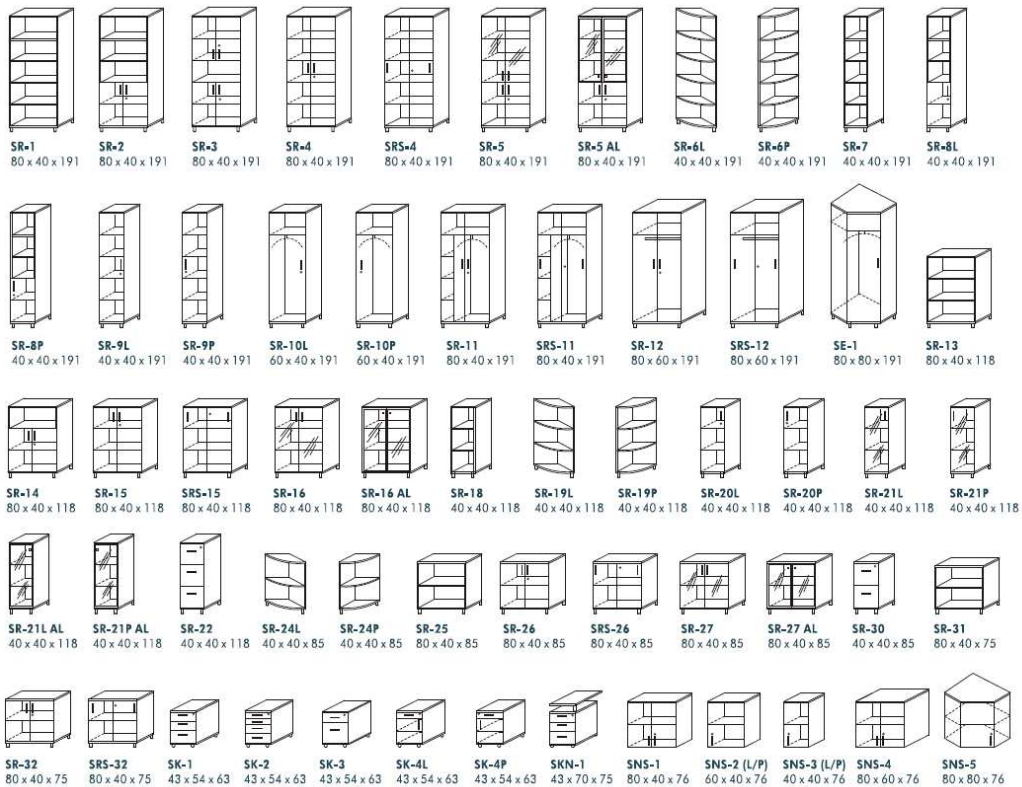 SR-1 SR-2 SR-3 SR-4 SRS-4 SR-5 SR-5 AL SR-6L SR-6P SR-7 SR-8L
80 x 40 x 191 80 x 40 x 191 80 x 40 x 191 80 x 40 x 191 80 x 40 x 191 80 x 40 x 191 80 x 40 x 191 40 x 40 x 191 40 x 40 x 191 40 x 40 x 191 40 x 40 x 191
SR-8P SR-9L SR-9P SR-10L SR-10P SR-11 SRS-11 SR-12 SRS-12 SE-1 SR-13
40 x 40 x 191 40 x 40 x 191 40 x 40 x 191 60 x 40 x 191 60 x 40 x 191 80 x 40 x 191 80 x 40 x 191 80 x 60 x 191 80 x 60 x 191 80 x 80 x 191 80 x 40 x 118
SR-14 SR-15 SRS-15 SR-16 SR-16 AL SR-18 SR-19L SR-19P SR-20L SR-20P SR-21L SR-21P
80 x 40 x 118 80 x 40 x 118 80 x 40 x 118 80 x 40 x 118 80 x 40 x 118 40 x 40 x 118 40 x 40 x 118 40 x 40 x 118 40 x 40 x 118 40 x 40 x 118 40 x 40 x 118 40 x 40 x 118
SR-21L AL SR-21P AL SR-22 SR-24L SR-24P SR-25 SR-26 SRS-26 SR-27 SR-27 AL SR-30 SR-31
40 x 40 x 118 40 x 40 x 118 40 x 40 x 118 40 x 40 x 85 40 x 40 x 85 80 x 40 x 85 80 x 40 x 85 80 x 40 x 85 80 x 40 x 85 80 x 40 x 85 40 x 40 x 85 80 x 40 x 75
SR-32 SRS-32 SK-1 SK-2 SK-3 SK-4L SK-4P SKN-1 SNS-1 SNS-2 (L/P) SNS-3 (L/P) SNS-4 SNS-5
80 x 40 x 75 80 x 40 x 75 43 x 54 x 63 43 x 54 x 63 43 x 54 x 63 43 x 54 x 63 43 x 54 x 63 43 x 70 x 75 80 x 40 x 76 60 x 40 x 76 40 x 40 x 76 80 x 60 x 76 80 x 80 x 76